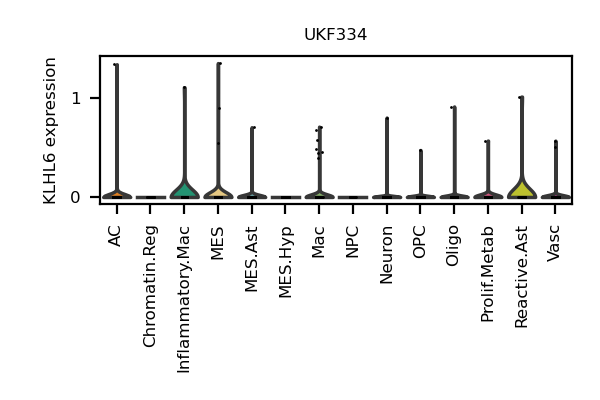 UKF334
KLHL6 expression
1
0
AC
Chromatin.Reg
Inflammatory.Mac
MES
MES.Ast
MES.Hyp
Mac
NPC
Neuron
OPC
Oligo
Prolif.Metab
Reactive.Ast
Vasc